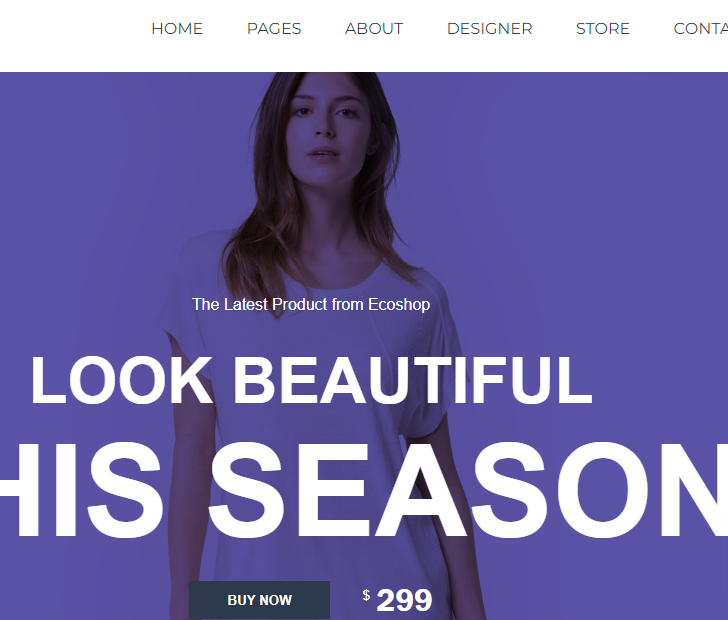 HOME PAGES ABOUT DESIGNER STORE CONTA
The Latest Product from Ecoshop
LOOK BEAUTIFUL
HIS SEASON
BUY NOW $ 299